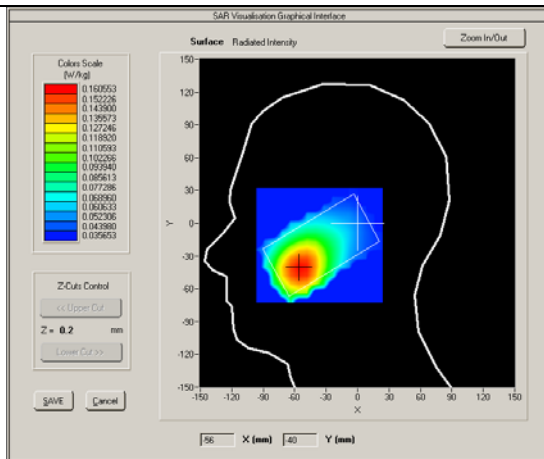 SAR Visualisation Graphical Interface
Surface Radiated Intensity
Zoom In/Out
Colors Scale
(W/kg)
0.160553
0.152226
0.143900
0.135573
0.127246
0.118920
0.110593
0.102266
0.093940
0.085613
0.077286
0.068960
0.060633
0.052306
0.043980
0.035653
Z-Cuts Control
<< Upper Cut
Z = 0.2 mm
Lower Cut >>
SAVE Cancel
150
120
90
60
30
0
-30
-60
-90
-120
-150
Y
-150 -120 -90 -60 -30 0 30 60 90 120 150
X
-56 X (mm) -40 Y (mm)